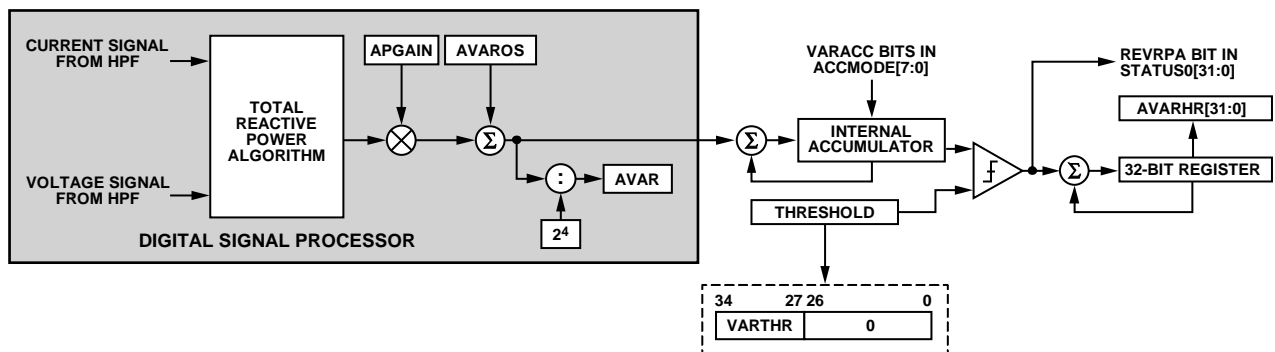 CURRENT SIGNAL
FROM HPF
VOLTAGE SIGNAL
FROM HPF
TOTAL
REACTIVE
POWER
ALGORITHM
APGAIN
AVAROS
Σ
:
AVAR
2⁴
DIGITAL SIGNAL PROCESSOR
VARACC BITS IN
ACCMODE[7:0]
Σ
INTERNAL
ACCUMULATOR
THRESHOLD
34 27 26 0
VARTHR 0
REVRPA BIT IN
STATUS0[31:0]
AVARHR[31:0]
Σ
32-BIT REGISTER